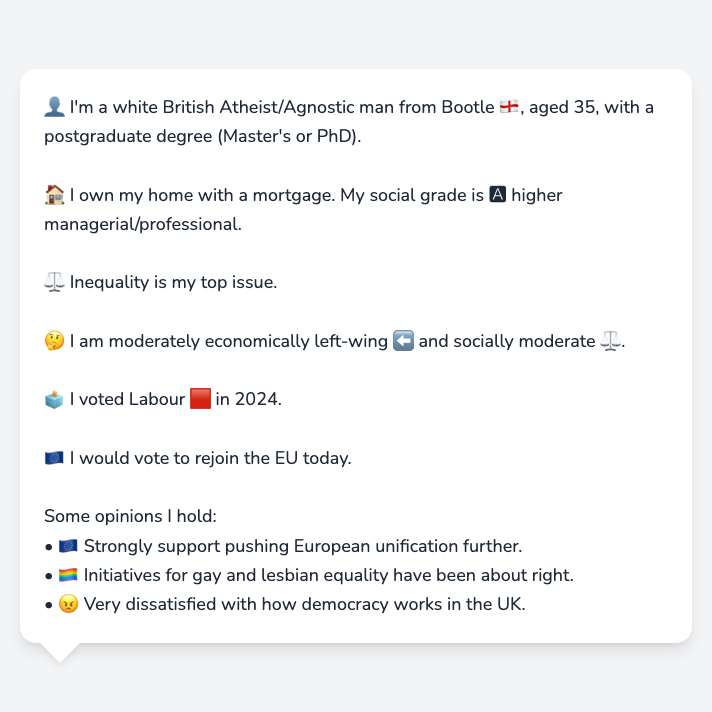 👤 I'm a white British Atheist/Agnostic man from Bootle 🏴󠁧󠁢󠁥󠁮󠁧󠁿, aged 35, with a
postgraduate degree (Master's or PhD).
🏠 I own my home with a mortgage. My social grade is 🅰 higher
managerial/professional.
⚖️ Inequality is my top issue.
🤔 I am moderately economically left-wing ⬅️ and socially moderate ⚖️.
🗳️ I voted Labour 🟥 in 2024.
🇪🇺 I would vote to rejoin the EU today.
Some opinions I hold:
• 🇪🇺 Strongly support pushing European unification further.
• 🏳️‍🌈 Initiatives for gay and lesbian equality have been about right.
• 😠 Very dissatisfied with how democracy works in the UK.